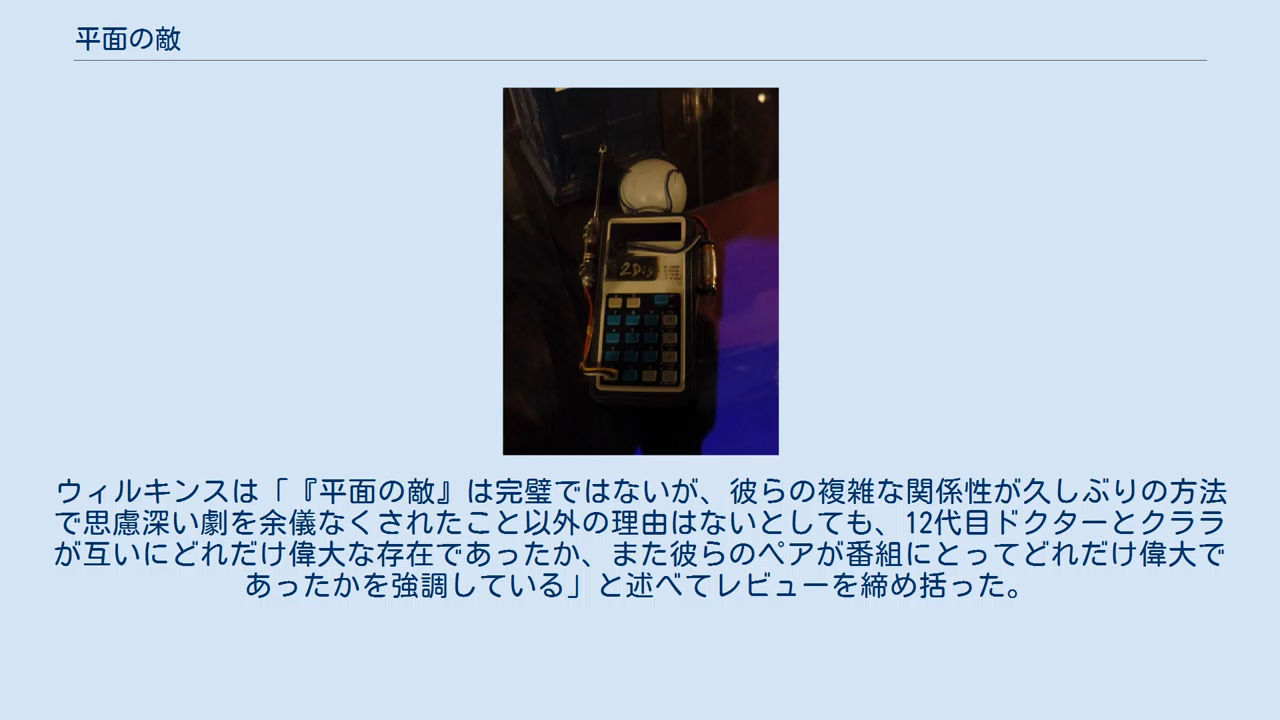 平面の敵
2Dis
ウィルキンスは「『平面の敵』は完璧ではないが、彼らの複雑な関係性が久しぶりの方法
で思慮深い劇を余儀なくされたこと以外の理由はないとしても、12代目ドクターとクララ
が互いにどれだけ偉大な存在であったか、また彼らのペアが番組にとってどれだけ偉大で
あったかを強調している」と述べてレビューを締め括った。